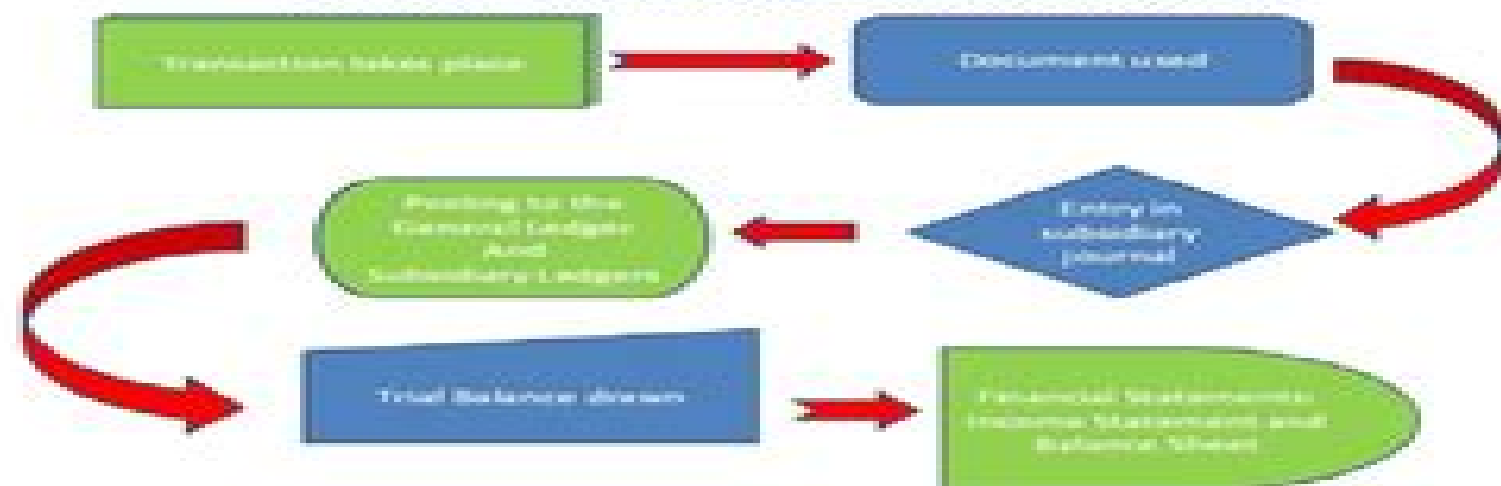 Transaction takes place
Document used
Entry in
subsidiary
journal
Posting to the
General Ledger
And
Subsidiary Ledgers
Trial Balance drawn
Financial Statements:
Income Statement and
Balance Sheet